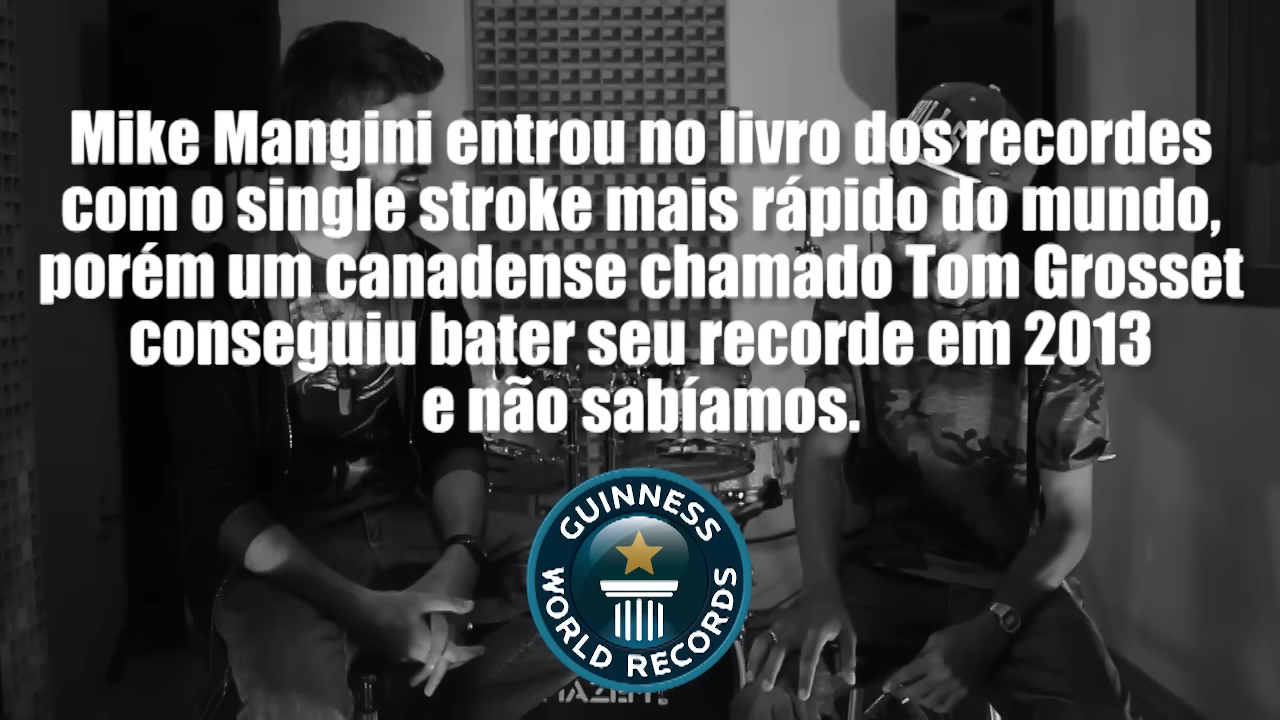 Mike Mangini entrou no livro dos recordes
com o single stroke mais rápido do mundo,
porém um canadense chamado Tom Grosset
conseguiu bater seu recorde em 2013
e não sabíamos.
GUINNESS
WORLD RECORDS